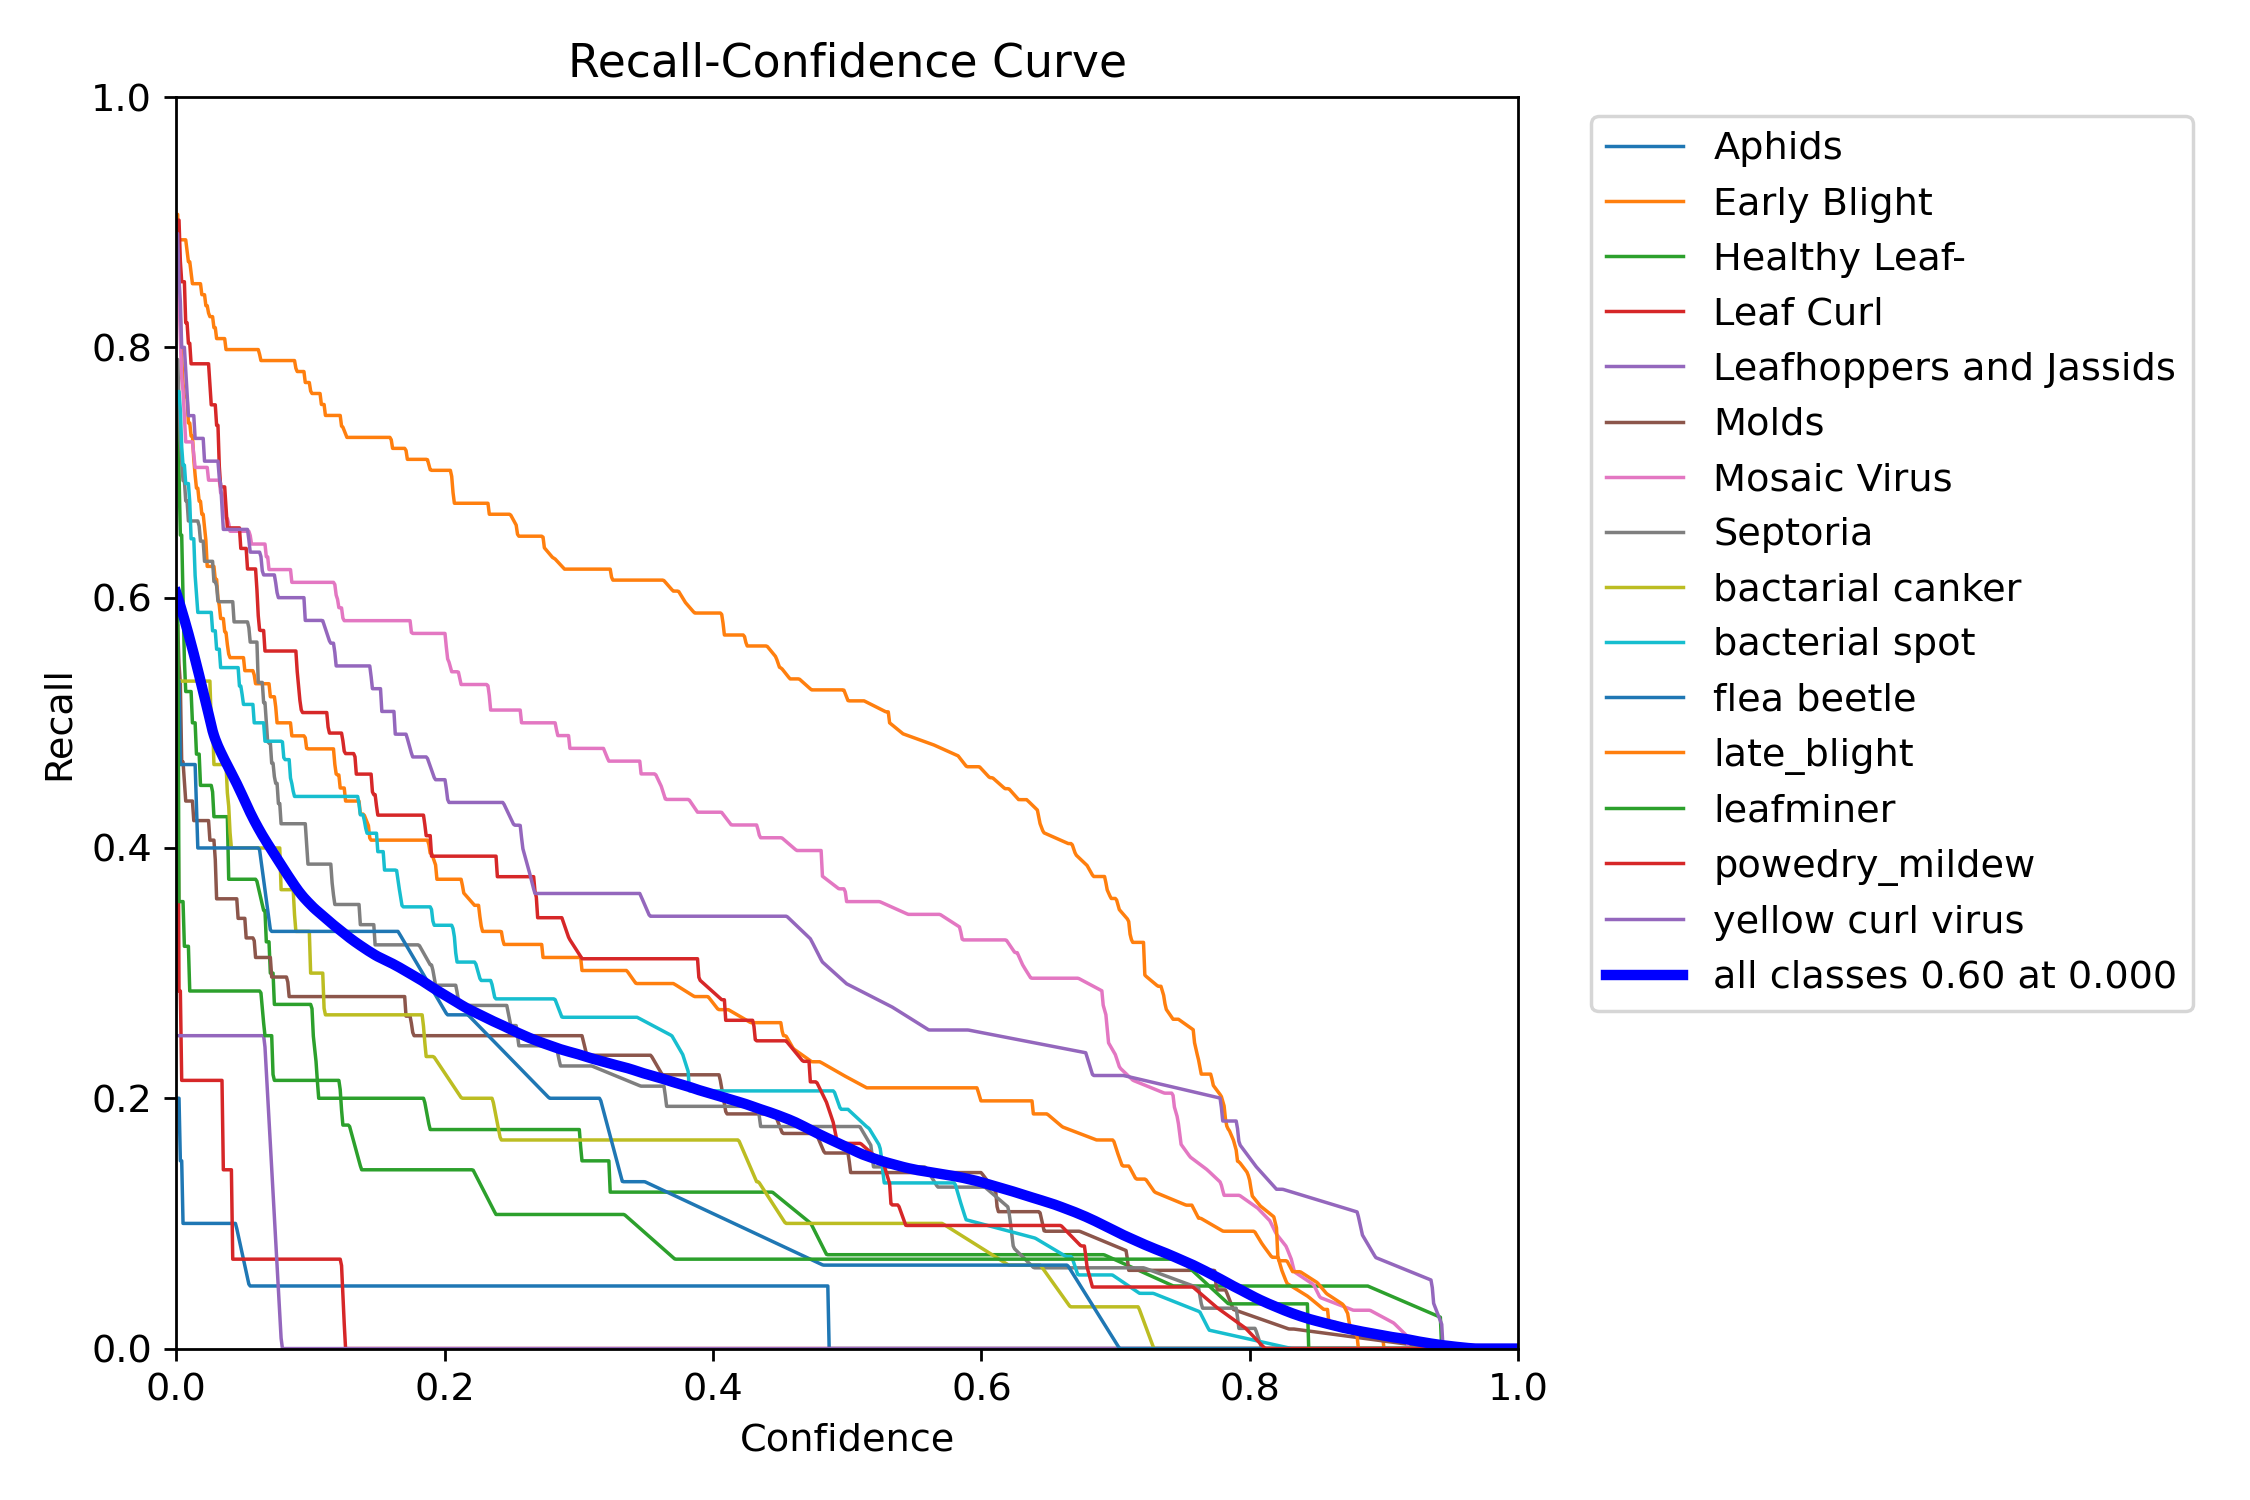 Recall-Confidence Curve
1.0
0.8
0.6
0.4
0.2
0.0
Recall
0.0 0.2 0.4 0.6 0.8 1.0
Confidence
Aphids
Early Blight
Healthy Leaf-
Leaf Curl
Leafhoppers and Jassids
Molds
Mosaic Virus
Septoria
bactarial canker
bacterial spot
flea beetle
late_blight
leafminer
powedry_mildew
yellow curl virus
all classes 0.60 at 0.000